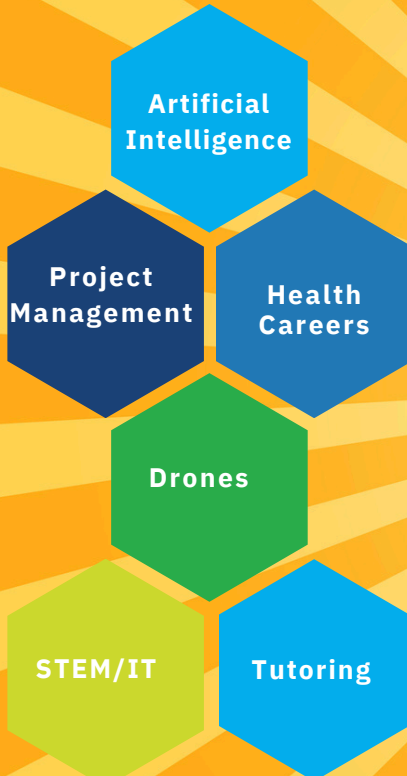 Artificial
Intelligence
Project
Management
Health
Careers
Drones
STEM/IT
Tutoring